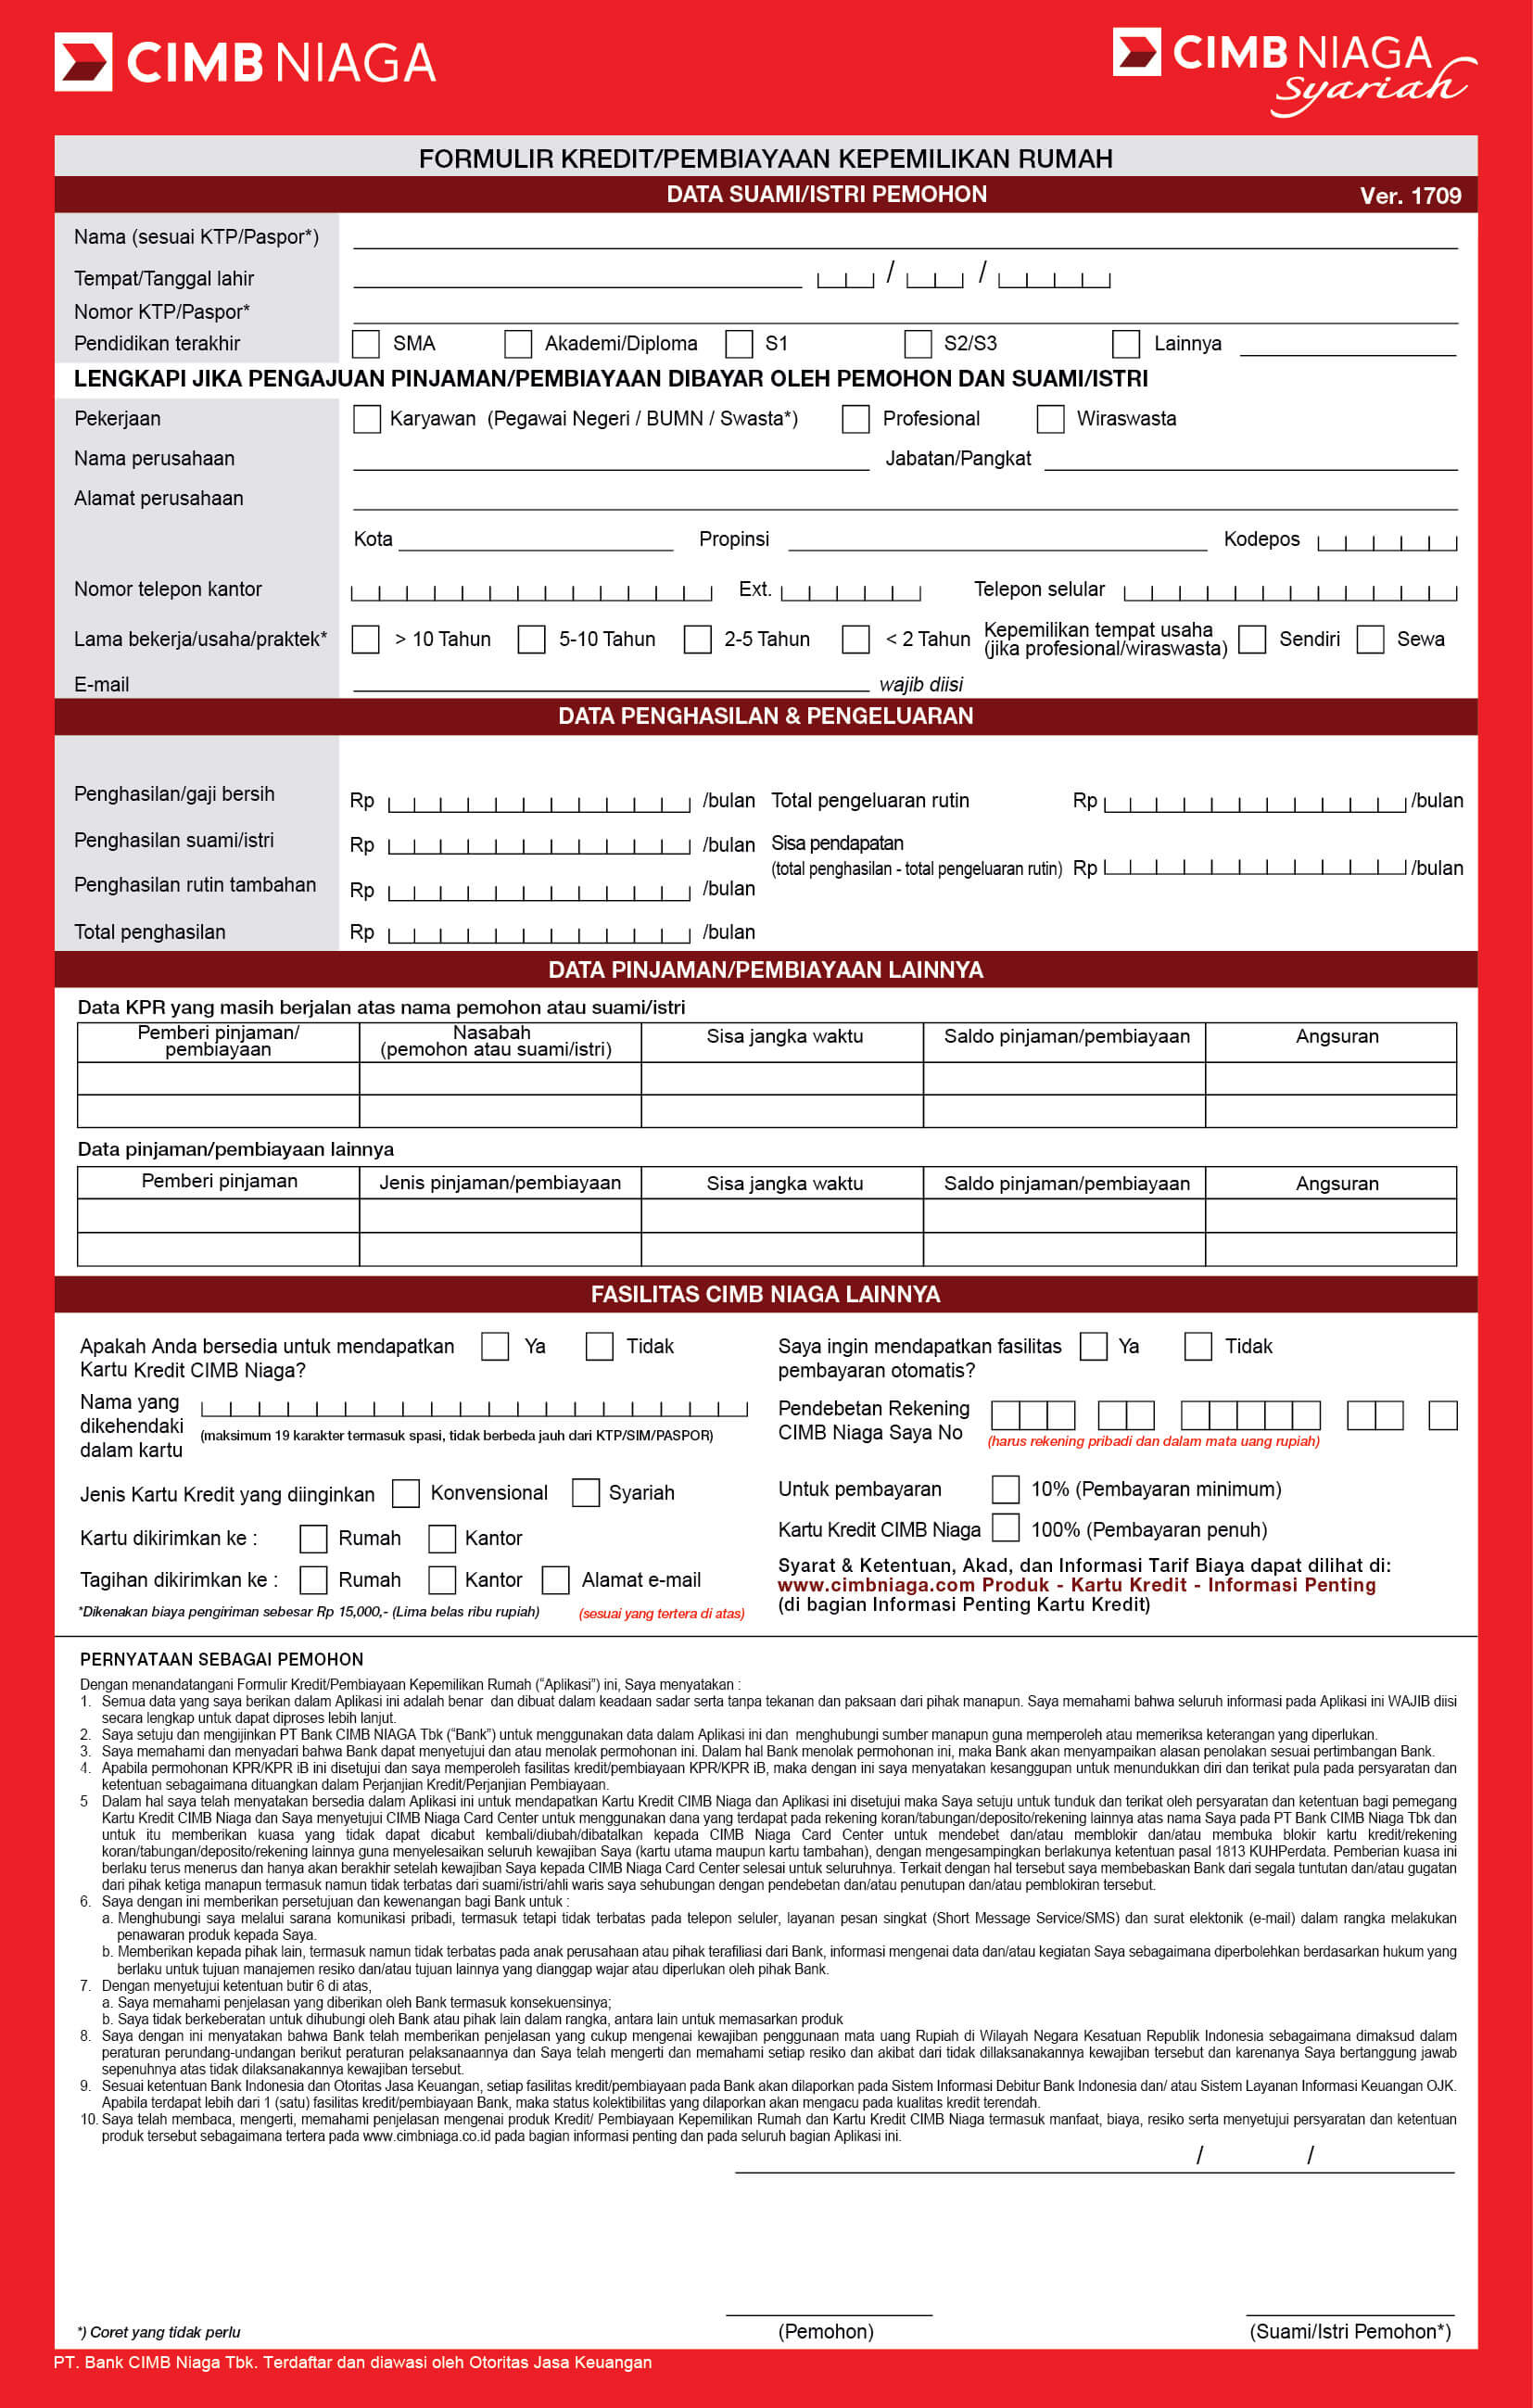 CIMB NIAGA
CIMB NIAGA
syariah
FORMULIR KREDIT/PEMBIAYAAN KEPEMILIKAN RUMAH
DATA SUAMI/ISTRI PEMOHON Ver. 1709
Nama (sesuai KTP/Paspor*)
Tempat/Tanggal lahir / /
Nomor KTP/Paspor*
Pendidikan terakhir SMA Akademi/Diploma S1 S2/S3 Lainnya
LENGKAPI JIKA PENGAJUAN PINJAMAN/PEMBIAYAAN DIBAYAR OLEH PEMOHON DAN SUAMI/ISTRI
Pekerjaan Karyawan (Pegawai Negeri / BUMN / Swasta*) Profesional Wiraswasta
Nama perusahaan Jabatan/Pangkat
Alamat perusahaan
Kota Propinsi Kodepos
Nomor telepon kantor Ext. Telepon selular
Lama bekerja/usaha/praktek* > 10 Tahun 5-10 Tahun 2-5 Tahun < 2 Tahun Kepemilikan tempat usaha
(jika profesional/wiraswasta) Sendiri Sewa
E-mail wajib diisi
DATA PENGHASILAN & PENGELUARAN
Penghasilan/gaji bersih Rp /bulan Total pengeluaran rutin Rp /bulan
Penghasilan suami/istri Rp /bulan Sisa pendapatan
(total penghasilan - total pengeluaran rutin) Rp /bulan
Penghasilan rutin tambahan Rp /bulan
Total penghasilan Rp /bulan
DATA PINJAMAN/PEMBIAYAAN LAINNYA
Data KPR yang masih berjalan atas nama pemohon atau suami/istri
Pemberi pinjaman/ Nasabah Sisa jangka waktu Saldo pinjaman/pembiayaan Angsuran
pembiayaan (pemohon atau suami/istri)
Data pinjaman/pembiayaan lainnya
Pemberi pinjaman Jenis pinjaman/pembiayaan Sisa jangka waktu Saldo pinjaman/pembiayaan Angsuran
FASILITAS CIMB NIAGA LAINNYA
Apakah Anda bersedia untuk mendapatkan Ya Tidak
Kartu Kredit CIMB Niaga?
Nama yang
dikehendaki
dalam kartu
(maksimum 19 karakter termasuk spasi, tidak berbeda jauh dari KTP/SIM/PASPOR)
Jenis Kartu Kredit yang diinginkan Konvensional Syariah
Kartu dikirimkan ke : Rumah Kantor
Tagihan dikirimkan ke : Rumah Kantor Alamat e-mail
*Dikenakan biaya pengiriman sebesar Rp 15,000,- (Lima belas ribu rupiah) (sesuai yang tertera di atas)
Saya ingin mendapatkan fasilitas Ya Tidak
pembayaran otomatis?
Pendebetan Rekening
CIMB Niaga Saya No
(harus rekening pribadi dan dalam mata uang rupiah)
Untuk pembayaran 10% (Pembayaran minimum)
Kartu Kredit CIMB Niaga 100% (Pembayaran penuh)
Syarat & Ketentuan, Akad, dan Informasi Tarif Biaya dapat dilihat di:
www.cimbniaga.com Produk - Kartu Kredit - Informasi Penting
(di bagian Informasi Penting Kartu Kredit)
PERNYATAAN SEBAGAI PEMOHON
Dengan menandatangani Formulir Kredit/Pembiayaan Kepemilikan Rumah (“Aplikasi”) ini, Saya menyatakan :
1. Semua data yang saya berikan dalam Aplikasi ini adalah benar dan dibuat dalam keadaan sadar serta tanpa tekanan dan paksaan dari pihak manapun. Saya memahami bahwa seluruh informasi pada Aplikasi ini WAJIB diisi
secara lengkap untuk dapat diproses lebih lanjut.
2. Saya setuju dan mengijinkan PT Bank CIMB NIAGA Tbk (“Bank”) untuk menggunakan data dalam Aplikasi ini dan menghubungi sumber manapun guna memperoleh atau memeriksa keterangan yang diperlukan.
3. Saya memahami dan menyadari bahwa Bank dapat menyetujui dan atau menolak permohonan ini. Dalam hal Bank menolak permohonan ini, maka Bank akan menyampaikan alasan penolakan sesuai pertimbangan Bank.
4. Apabila permohonan KPR/KPR iB ini disetujui dan saya memperoleh fasilitas kredit/pembiayaan KPR/KPR iB, maka dengan ini saya menyatakan kesanggupan untuk menundukkan diri dan terikat pula pada persyaratan dan
ketentuan sebagaimana dituangkan dalam Perjanjian Kredit/Perjanjian Pembiayaan.
5 Dalam hal saya telah menyatakan bersedia dalam Aplikasi ini untuk mendapatkan Kartu Kredit CIMB Niaga dan Aplikasi ini disetujui maka Saya setuju untuk tunduk dan terikat oleh persyaratan dan ketentuan bagi pemegang
Kartu Kredit CIMB Niaga dan Saya menyetujui CIMB Niaga Card Center untuk menggunakan dana yang terdapat pada rekening koran/tabungan/deposito/rekening lainnya atas nama Saya pada PT Bank CIMB Niaga Tbk dan
untuk itu memberikan kuasa yang tidak dapat dicabut kembali/diubah/dibatalkan kepada CIMB Niaga Card Center untuk mendebet dan/atau memblokir dan/atau membuka blokir kartu kredit/rekening
koran/tabungan/deposito/rekening lainnya guna menyelesaikan seluruh kewajiban Saya (kartu utama maupun kartu tambahan), dengan mengesampingkan berlakunya ketentuan pasal 1813 KUHPerdata. Pemberian kuasa ini
berlaku terus menerus dan hanya akan berakhir setelah kewajiban Saya kepada CIMB Niaga Card Center selesai untuk seluruhnya. Terkait dengan hal tersebut saya membebaskan Bank dari segala tuntutan dan/atau gugatan
dari pihak ketiga manapun termasuk namun tidak terbatas dari suami/istri/ahli waris saya sehubungan dengan pendebetan dan/atau penutupan dan/atau pemblokiran tersebut.
6. Saya dengan ini memberikan persetujuan dan kewenangan bagi Bank untuk :
a. Menghubungi saya melalui sarana komunikasi pribadi, termasuk tetapi tidak terbatas pada telepon seluler, layanan pesan singkat (Short Message Service/SMS) dan surat elektonik (e-mail) dalam rangka melakukan
penawaran produk kepada Saya.
b. Memberikan kepada pihak lain, termasuk namun tidak terbatas pada anak perusahaan atau pihak terafiliasi dari Bank, informasi mengenai data dan/atau kegiatan Saya sebagaimana diperbolehkan berdasarkan hukum yang
berlaku untuk tujuan manajemen resiko dan/atau tujuan lainnya yang dianggap wajar atau diperlukan oleh pihak Bank.
7. Dengan menyetujui ketentuan butir 6 di atas,
a. Saya memahami penjelasan yang diberikan oleh Bank termasuk konsekuensinya;
b. Saya tidak berkeberatan untuk dihubungi oleh Bank atau pihak lain dalam rangka, antara lain untuk memasarkan produk
8. Saya dengan ini menyatakan bahwa Bank telah memberikan penjelasan yang cukup mengenai kewajiban penggunaan mata uang Rupiah di Wilayah Negara Kesatuan Republik Indonesia sebagaimana dimaksud dalam
peraturan perundang-undangan berikut peraturan pelaksanaannya dan Saya telah mengerti dan memahami setiap resiko dan akibat dari tidak dillaksanakannya kewajiban tersebut dan karenanya Saya bertanggung jawab
sepenuhnya atas tidak dilaksanakannya kewajiban tersebut.
9. Sesuai ketentuan Bank Indonesia dan Otoritas Jasa Keuangan, setiap fasilitas kredit/pembiayaan pada Bank akan dilaporkan pada Sistem Informasi Debitur Bank Indonesia dan/ atau Sistem Layanan Informasi Keuangan OJK.
Apabila terdapat lebih dari 1 (satu) fasilitas kredit/pembiayaan Bank, maka status kolektibilitas yang dilaporkan akan mengacu pada kualitas kredit terendah.
10. Saya telah membaca, mengerti, memahami penjelasan mengenai produk Kredit/ Pembiayaan Kepemilikan Rumah dan Kartu Kredit CIMB Niaga termasuk manfaat, biaya, resiko serta menyetujui persyaratan dan ketentuan
produk tersebut sebagaimana tertera pada www.cimbniaga.co.id pada bagian informasi penting dan pada seluruh bagian Aplikasi ini.
/ /
*) Coret yang tidak perlu (Pemohon) (Suami/Istri Pemohon*)
PT. Bank CIMB Niaga Tbk. Terdaftar dan diawasi oleh Otoritas Jasa Keuangan